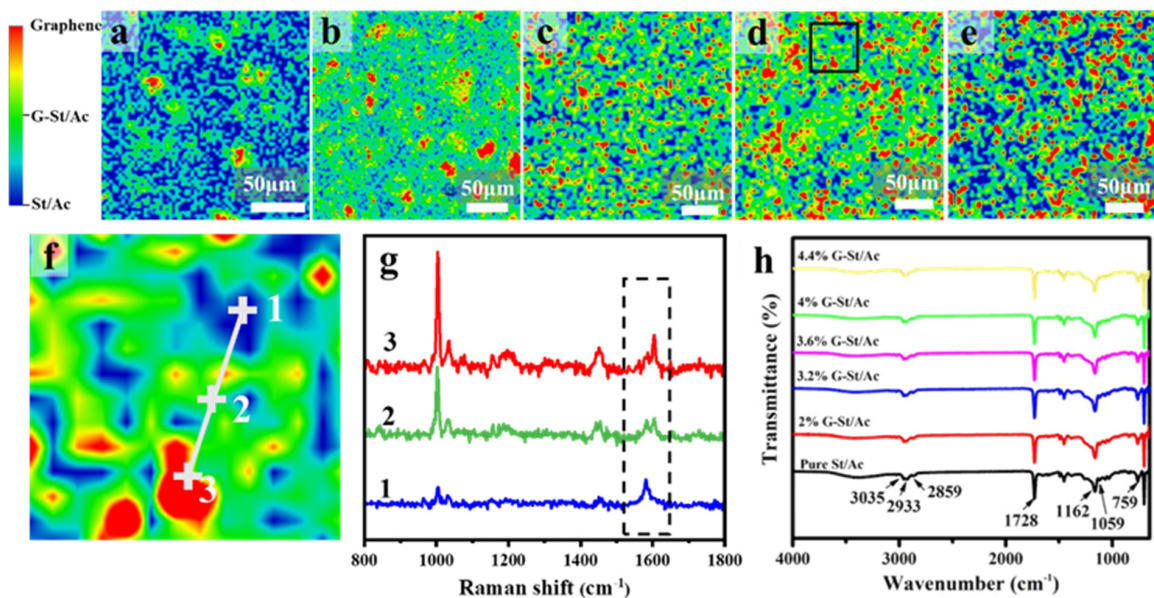 Graphene
G-St/Ac
St/Ac
a
50μm
b
50μm
c
50μm
d
50μm
e
50μm
f
1
2
3
g
3
2
1
800 1000 1200 1400 1600 1800
Raman shift (cm-1)
h
Transmittance (%)
4.4% G-St/Ac
4% G-St/Ac
3.6% G-St/Ac
3.2% G-St/Ac
2% G-St/Ac
Pure St/Ac
3035
2933
2859
1728
1162
1059
759
4000 3000 2000 1000
Wavenumber (cm-1)